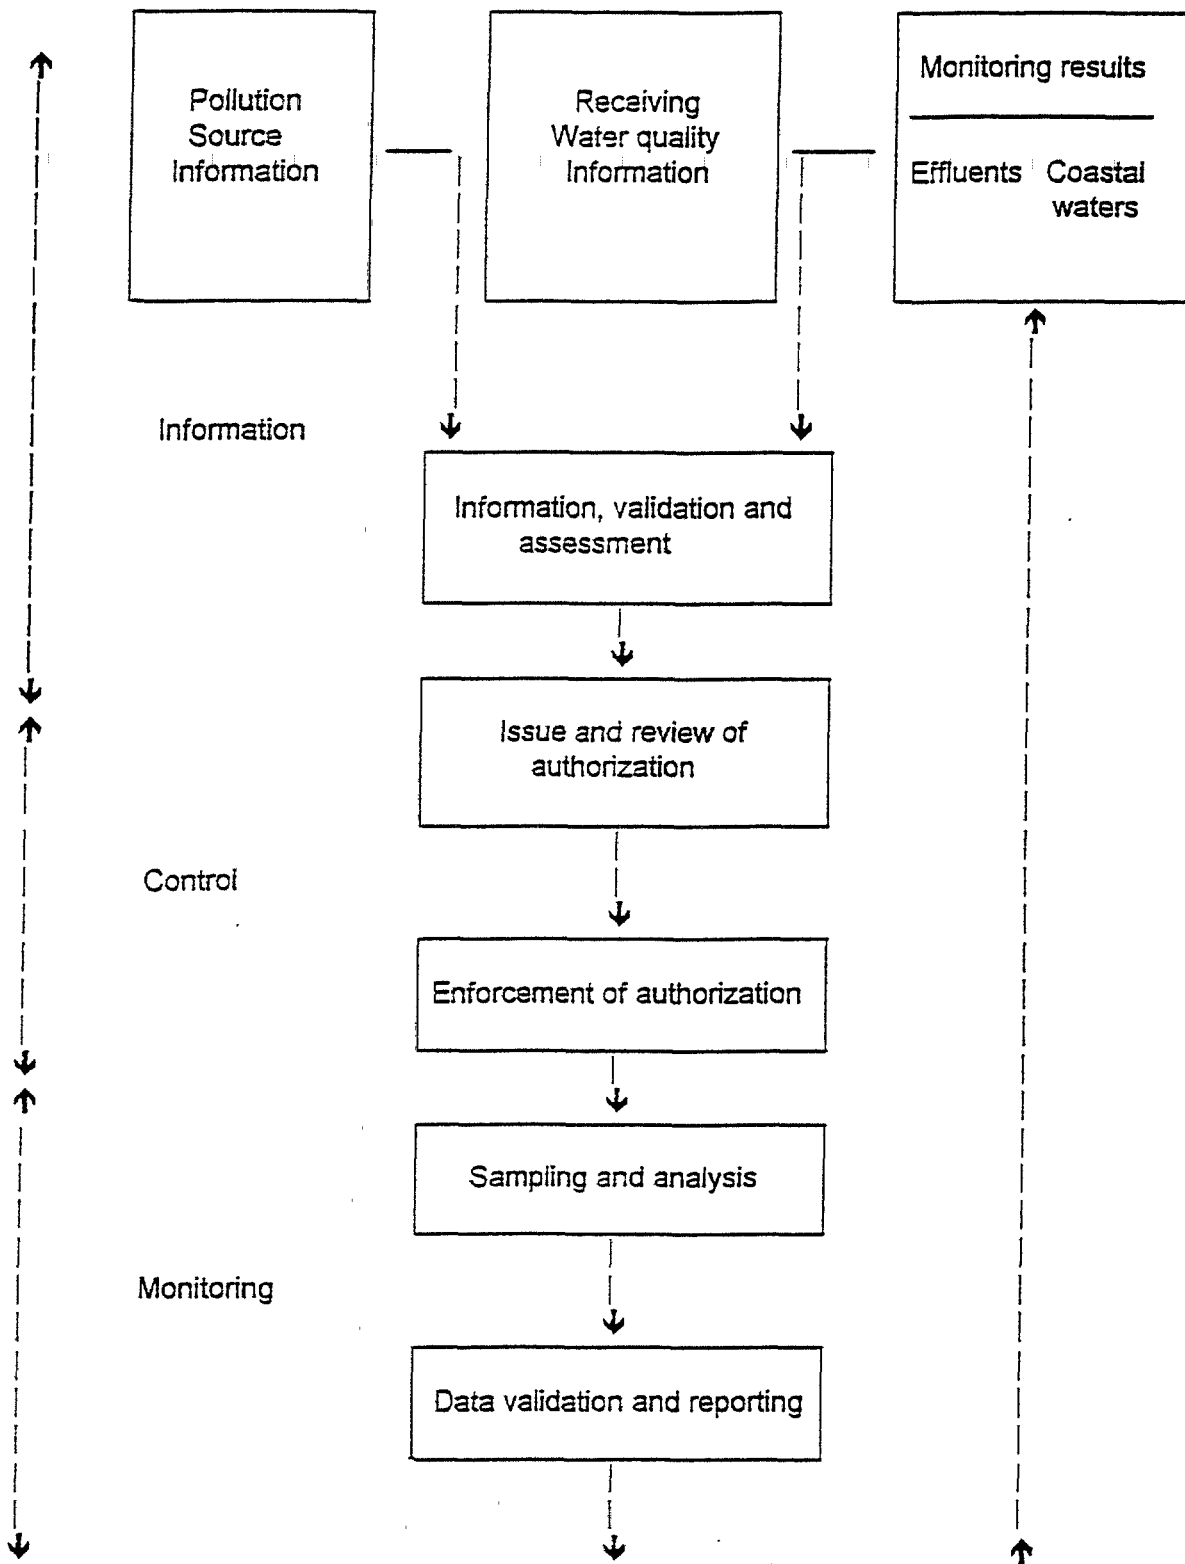 Pollution
Source
Information
Receiving
Water quality
Information
Monitoring results
Effluents Coastal
waters
Information
Information, validation and
assessment
Issue and review of
authorization
Control
Enforcement of authorization
Sampling and analysis
Monitoring
Data validation and reporting